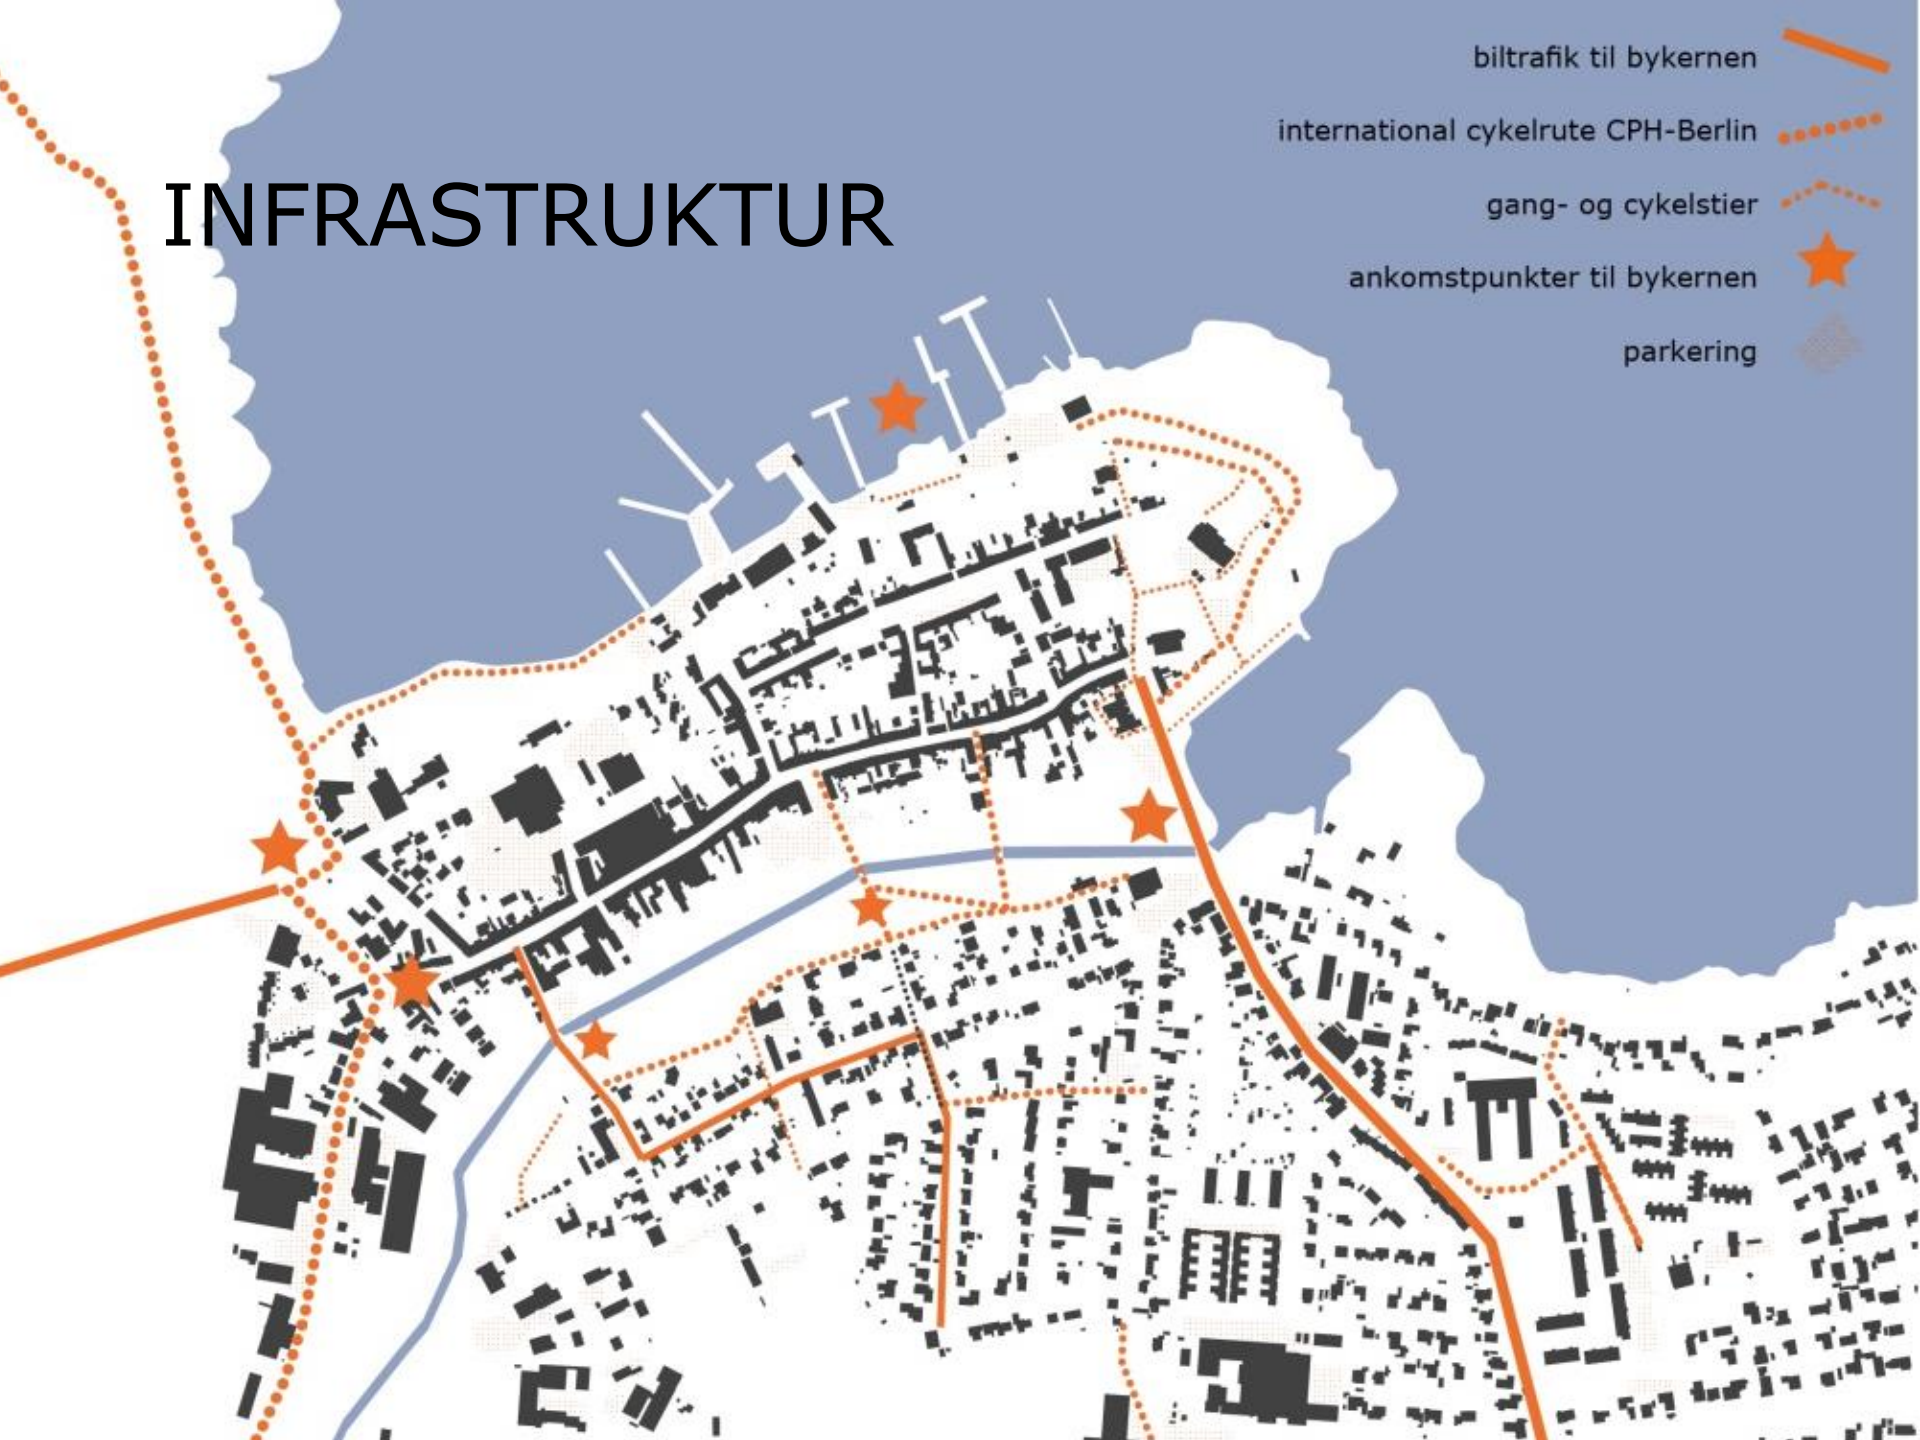 biltrafik til bykernen
international cykelrute CPH-Berlin
INFRASTRUKTUR
gang- og cykelstier
ankomstpunkter til bykernen
parkering